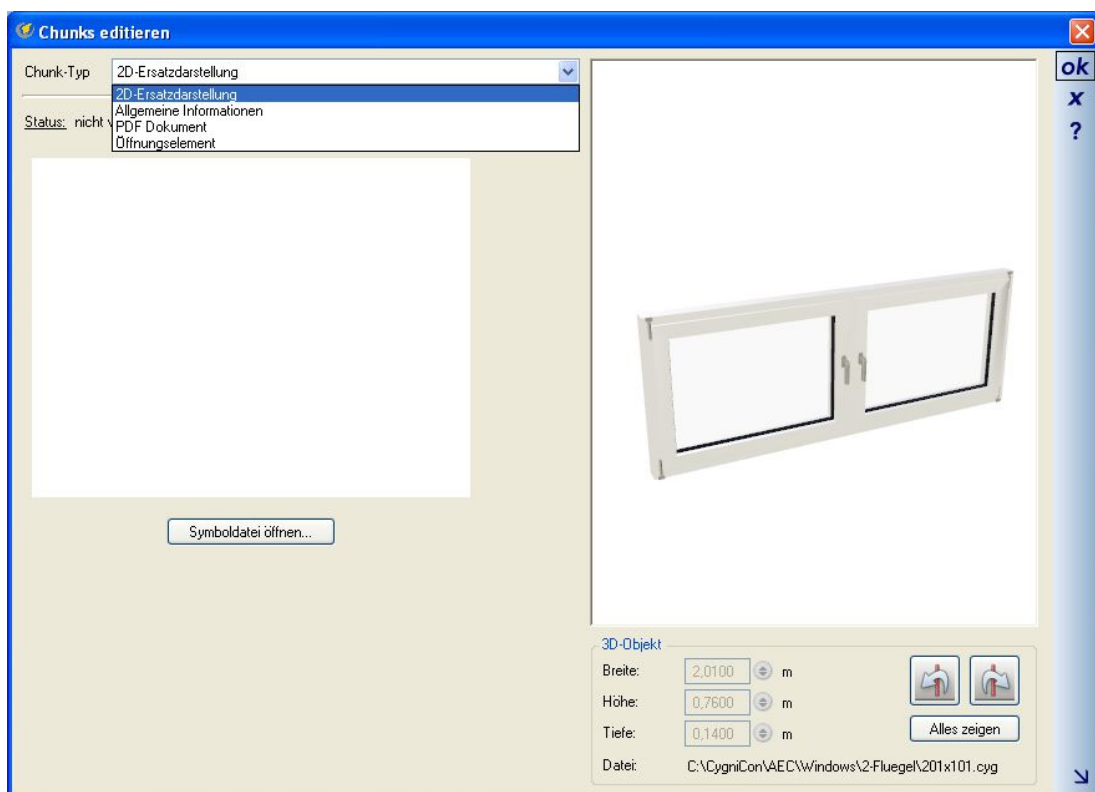 Chunks editieren
Chunk-Typ 2D-Ersatzdarstellung
2D-Ersatzdarstellung
Allgemeine Informationen
PDF Dokument
Öffnungselement
Status: nicht
Symboldatei öffnen...
ok
x
?
3D-Objekt
Breite: 2,0100 m
Höhe: 0,7600 m
Tiefe: 0,1400 m
Alles zeigen
Datei: C:\CygniCon\AEC\Windows\2-Fluegel\201x101.cyg